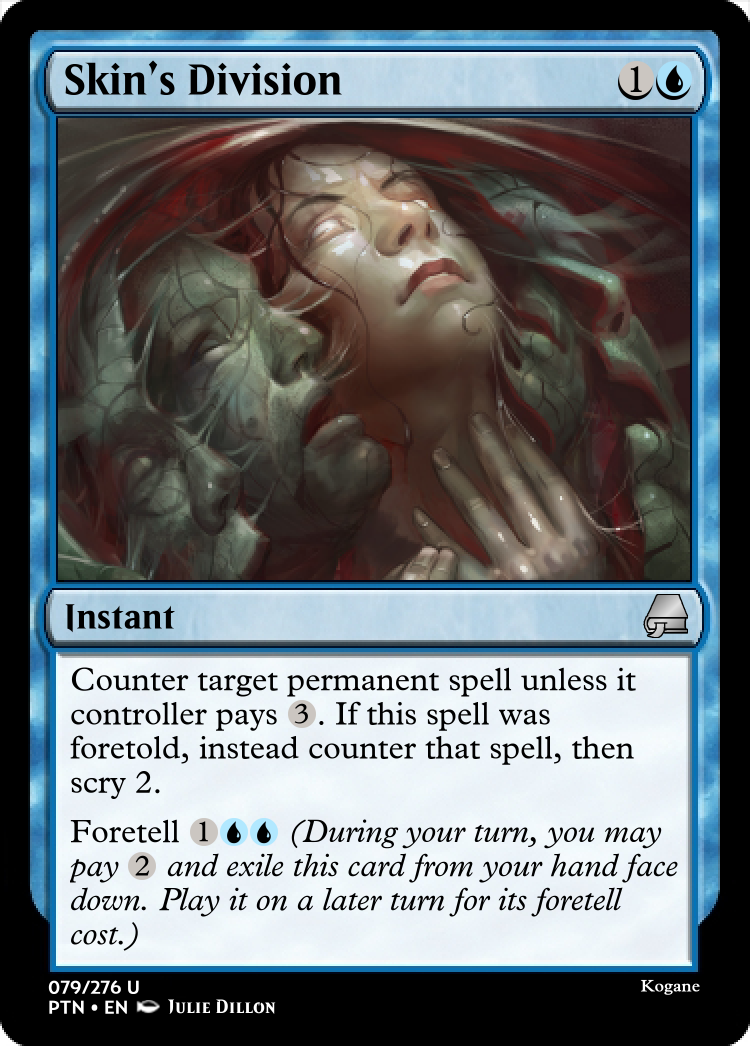 Skin's Division 1
Instant
Counter target permanent spell unless it
controller pays 3. If this spell was
foretold, instead counter that spell, then
scry 2.
Foretell 1 (During your turn, you may
pay 2 and exile this card from your hand face
down. Play it on a later turn for its foretell
cost.)
079/276 U
Kogane
PTN • EN JULIE DILLON